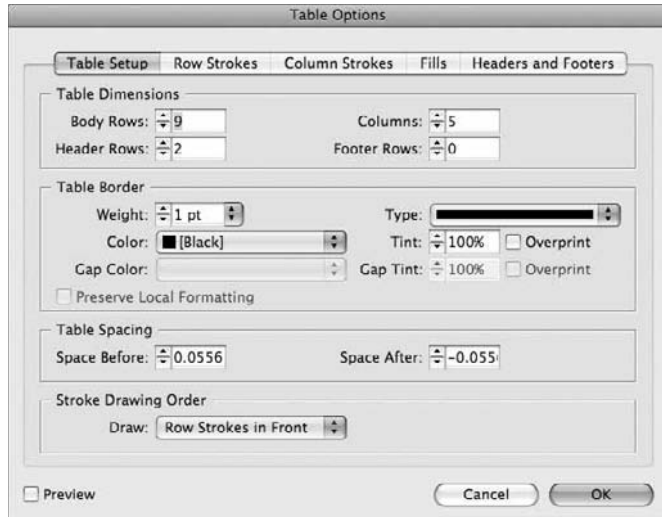 Table Options
Table Setup Row Strokes Column Strokes Fills Headers and Footers
Table Dimensions
Body Rows: 9 Columns: 5
Header Rows: 2 Footer Rows: 0
Table Border
Weight: 1 pt Type:
Color: [Black] Tint: 100% Overprint
Gap Color: Gap Tint: 100% Overprint
Preserve Local Formatting
Table Spacing
Space Before: 0.0556 Space After: -0.055
Stroke Drawing Order
Draw: Row Strokes in Front
Preview Cancel OK